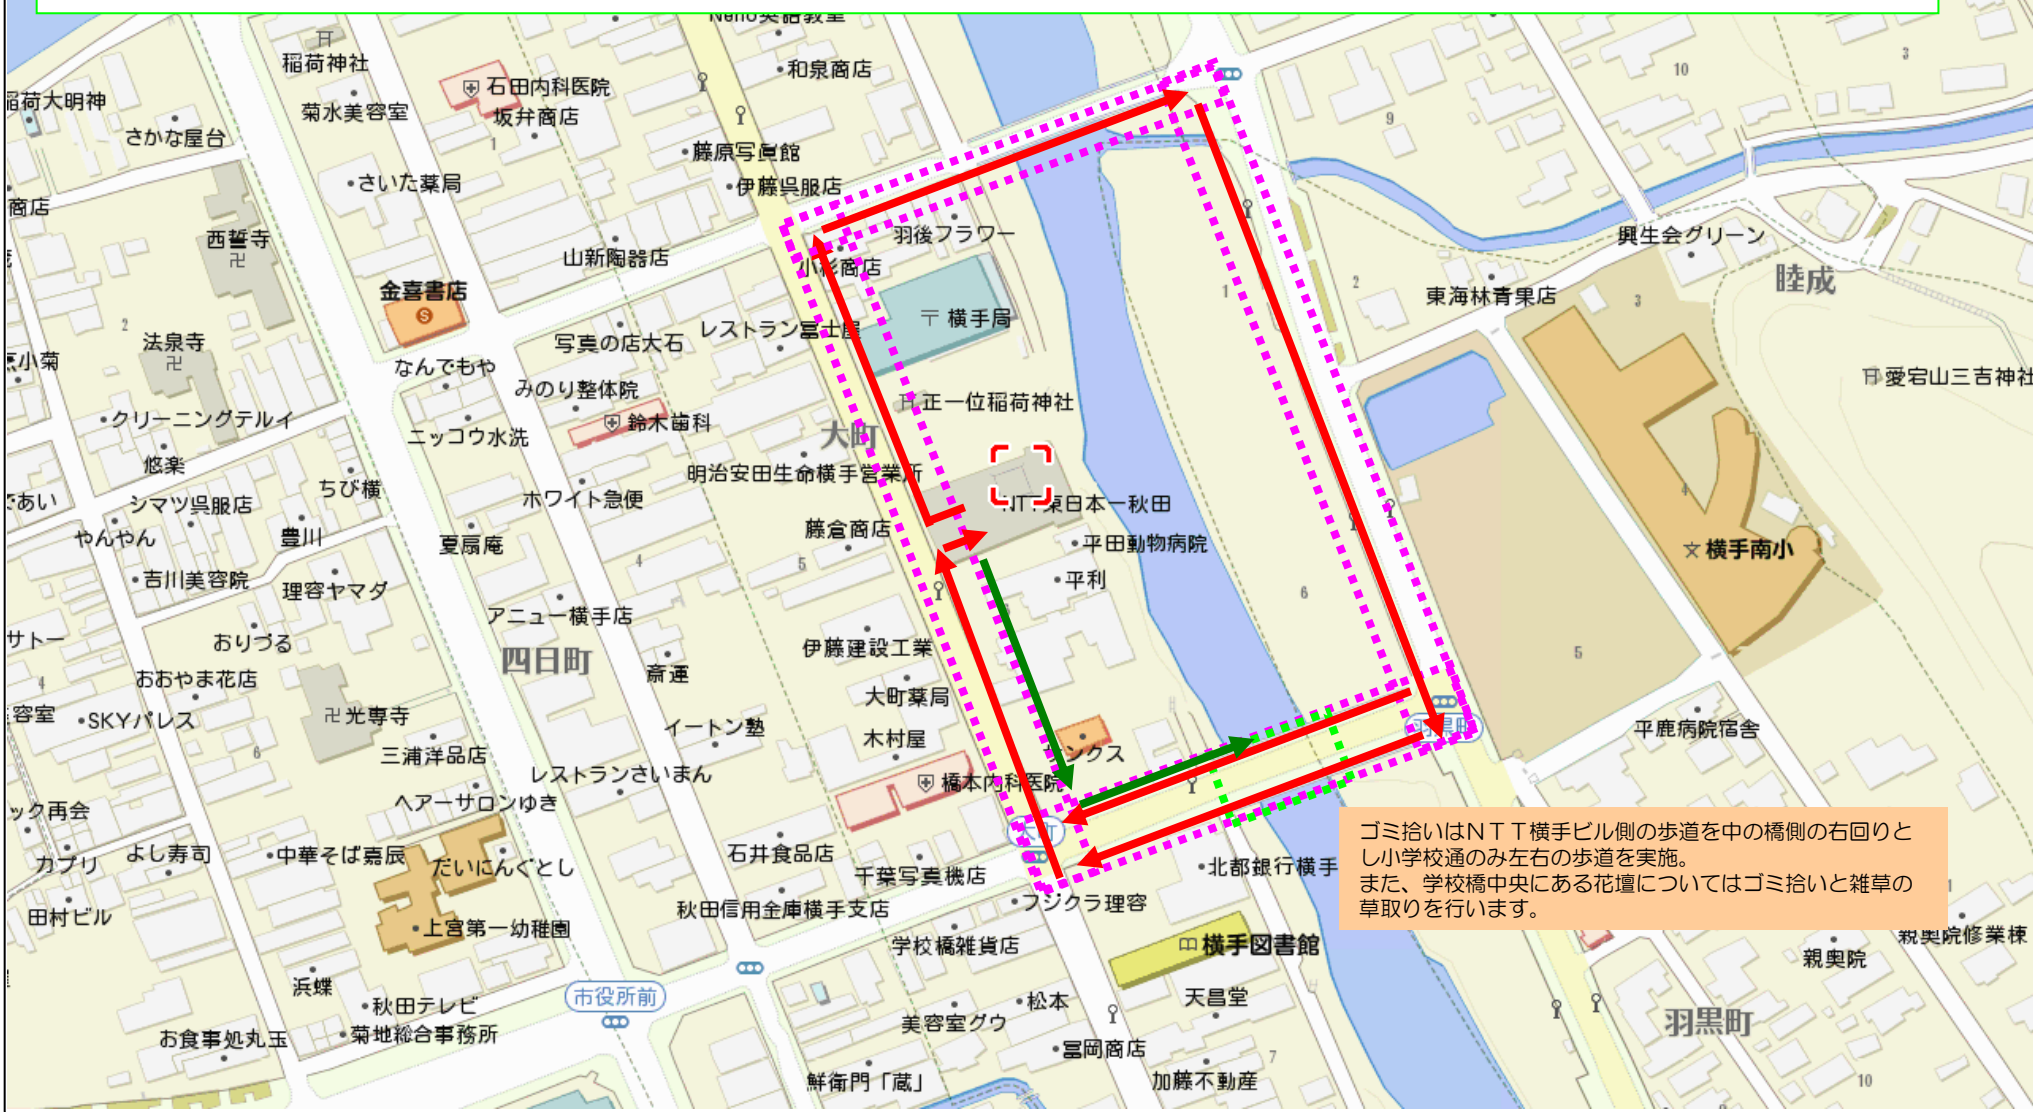 和泉商店
稲荷神社
石田内科医院
菊水美容室
坂弁商店
稲荷大明神
さかな屋台
藤原写真館
伊藤呉服店
さいた薬局
商店
西誓寺
山新陶器店
羽後フラワー
小杉商店
金喜書店
横手局
写真の店大石
レストラン冨士屋
法泉寺
なんでもや
みのり整体院
正一位稲荷神社
クリーニングテルイ
ニッコウ水洗
鈴木歯科
大町
悠楽
明治安田生命横手営業所
ちび横
ホワイト急便
シマツ呉服店
NTT東日本ー秋田
やんやん
豊川
夏扇庵
藤倉商店
平田動物病院
吉川美容院
理容ヤマダ
平利
アニュー横手店
おりづる
伊藤建設工業
四日町
斎運
おおやま花店
大町薬局
SKYパレス
光専寺
イートン塾
木村屋
サンクス
三浦洋品店
レストランさいまん
橋本内科医院
ヘアーサロンゆき
大町
カプリ
よし寿司
中華そば嘉辰
だいにんぐとし
石井食品店
千葉写真機店
北都銀行横手
田村ビル
上宮第一幼稚園
秋田信用金庫横手支店
フジクラ理容
学校橋雑貨店
横手図書館
浜蝶
秋田テレビ
市役所前
松本
天昌堂
お食事処丸玉
菊地総合事務所
美容室グウ
冨岡商店
鮮衛門「蔵」
加藤不動産
興生会グリーン
睦成
東海林青果店
愛宕山三吉神社
横手南小
羽黒町
平鹿病院宿舎
ゴミ拾いはNTT横手ビル側の歩道を中の橋側の右回りと
し小学校通のみ左右の歩道を実施。
また、学校橋中央にある花壇についてはゴミ拾いと雑草の
草取りを行います。
親奥院修業棟
親奥院
羽黒町